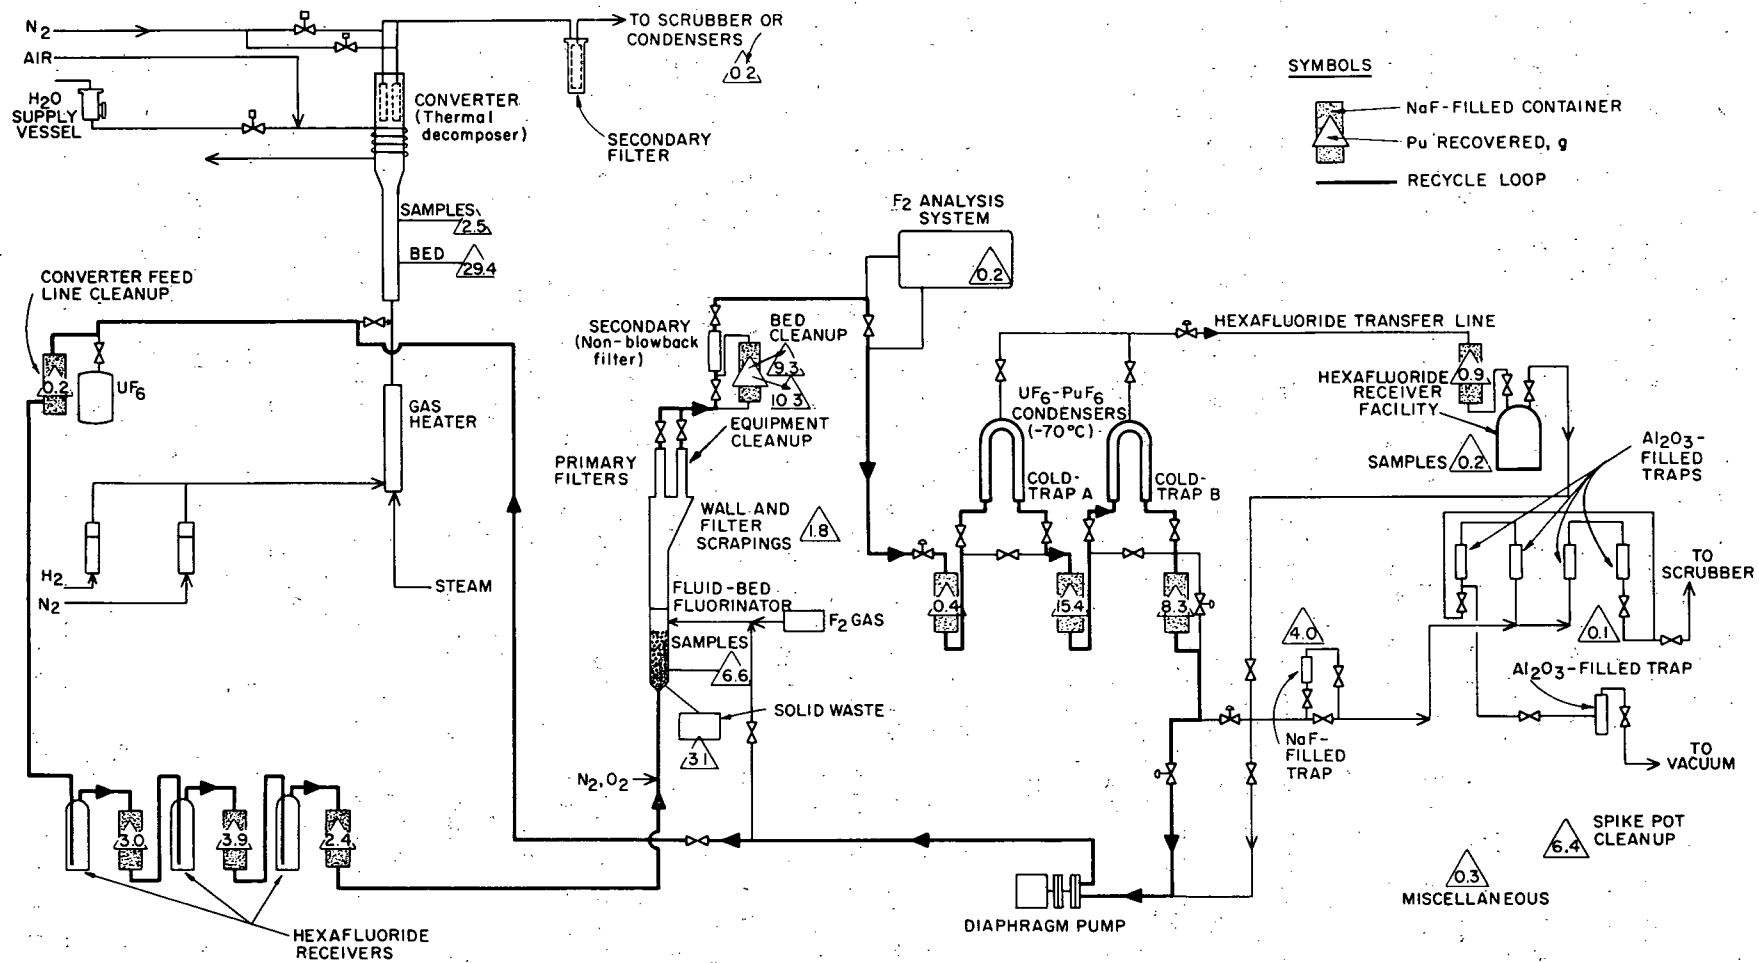 N2
AIR
H2O
SUPPLY
VESSEL
CONVERTER
(Thermal
decomposer)
TO SCRUBBER OR
CONDENSERS
0.2
SECONDARY
FILTER
SAMPLES
2.5
BED
29.4
SYMBOLS
NaF-FILLED CONTAINER
Pu RECOVERED, g
RECYCLE LOOP
F2 ANALYSIS
SYSTEM
0.2
CONVERTER FEED
LINE CLEANUP
0.2
UF6
GAS
HEATER
H2
N2
STEAM
SECONDARY
(Non-blowback
filter)
BED
CLEANUP
9.3
10.3
EQUIPMENT
CLEANUP
PRIMARY
FILTERS
WALL AND
FILTER
SCRAPINGS
1.8
FLUID-BED
FLUORINATOR
F2 GAS
SAMPLES
6.6
SOLID WASTE
3.1
N2, O2
UF6-PuF6
CONDENSERS
(-70°C)
COLD-
TRAP A
COLD-
TRAP B
0.4
15.4
8.3
HEXAFLUORIDE TRANSFER LINE
0.9
HEXAFLUORIDE
RECEIVER
FACILITY
SAMPLES
0.2
Al2O3-
FILLED
TRAPS
TO
SCRUBBER
0.1
4.0
NaF-
FILLED
TRAP
Al2O3-FILLED TRAP
TO
VACUUM
3.0
3.9
2.4
HEXAFLUORIDE
RECEIVERS
DIAPHRAGM PUMP
6.4
SPIKE POT
CLEANUP
0.3
MISCELLANEOUS